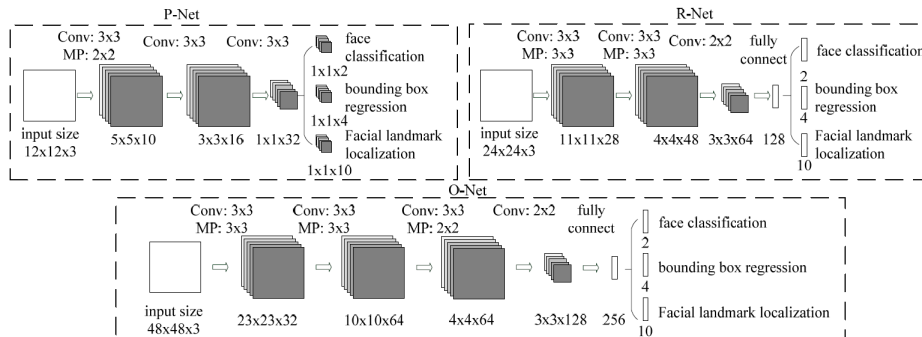 P-Net
Conv: 3x3
MP: 2x2
Conv: 3x3
Conv: 3x3
face
classification
1x1x2
bounding box
regression
1x1x4
Facial landmark
localization
1x1x10
input size
12x12x3
5x5x10
3x3x16
1x1x32
R-Net
Conv: 3x3
MP: 3x3
Conv: 3x3
MP: 3x3
Conv: 2x2
fully
connect
face classification
2
bounding box
regression
4
Facial landmark
localization
10
input size
24x24x3
11x11x28
4x4x48
3x3x64
128
O-Net
Conv: 3x3
MP: 3x3
Conv: 3x3
MP: 3x3
Conv: 3x3
MP: 2x2
Conv: 2x2
fully
connect
face classification
2
bounding box regression
4
Facial landmark localization
10
input size
48x48x3
23x23x32
10x10x64
4x4x64
3x3x128
256